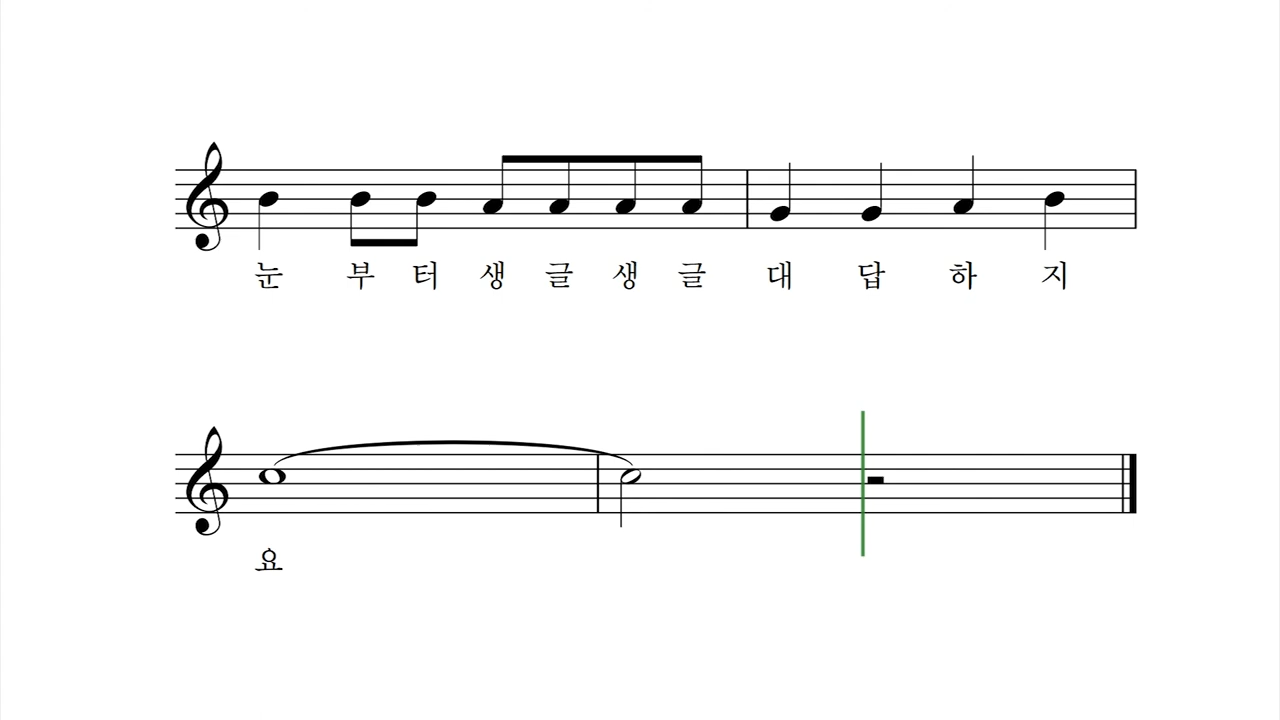 눈 부 터 생 글 생 글 대 답 하 지
요